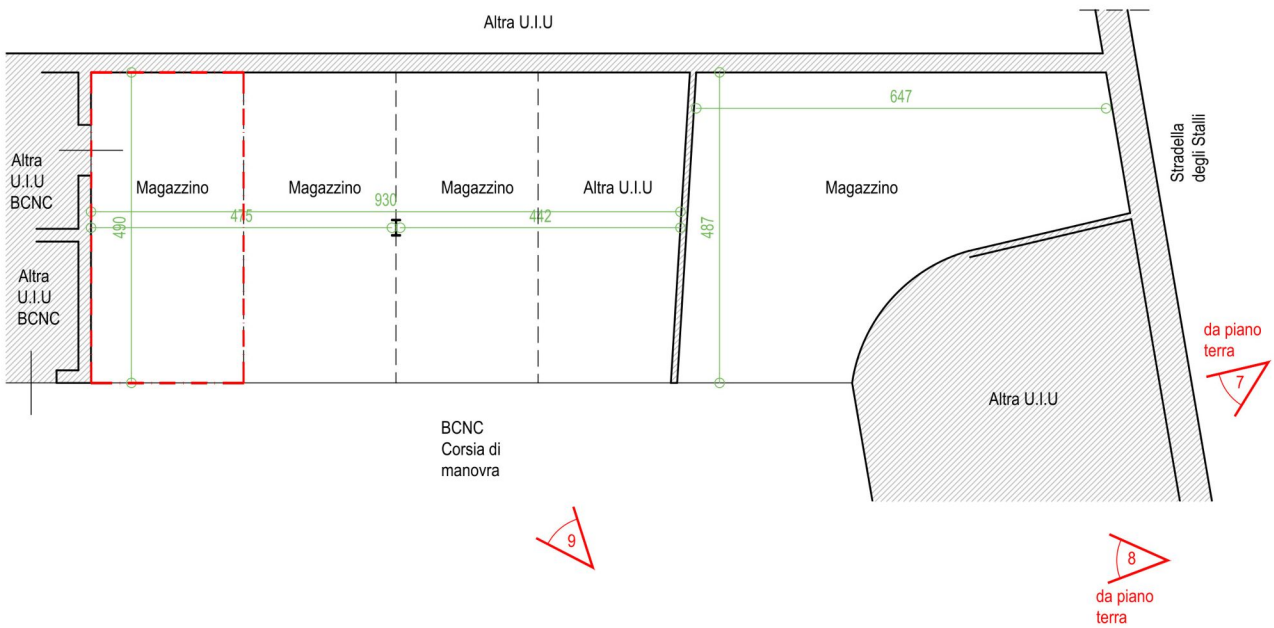 Altra U.I.U
647
Stradella
degli Stalli
Altra
U.I.U
BCNC
Magazzino
Magazzino
Magazzino
Altra U.I.U
Magazzino
930
475
442
490
487
Altra
U.I.U
BCNC
da piano
terra
7
Altra U.I.U
BCNC
Corsia di
manovra
9
8
da piano
terra